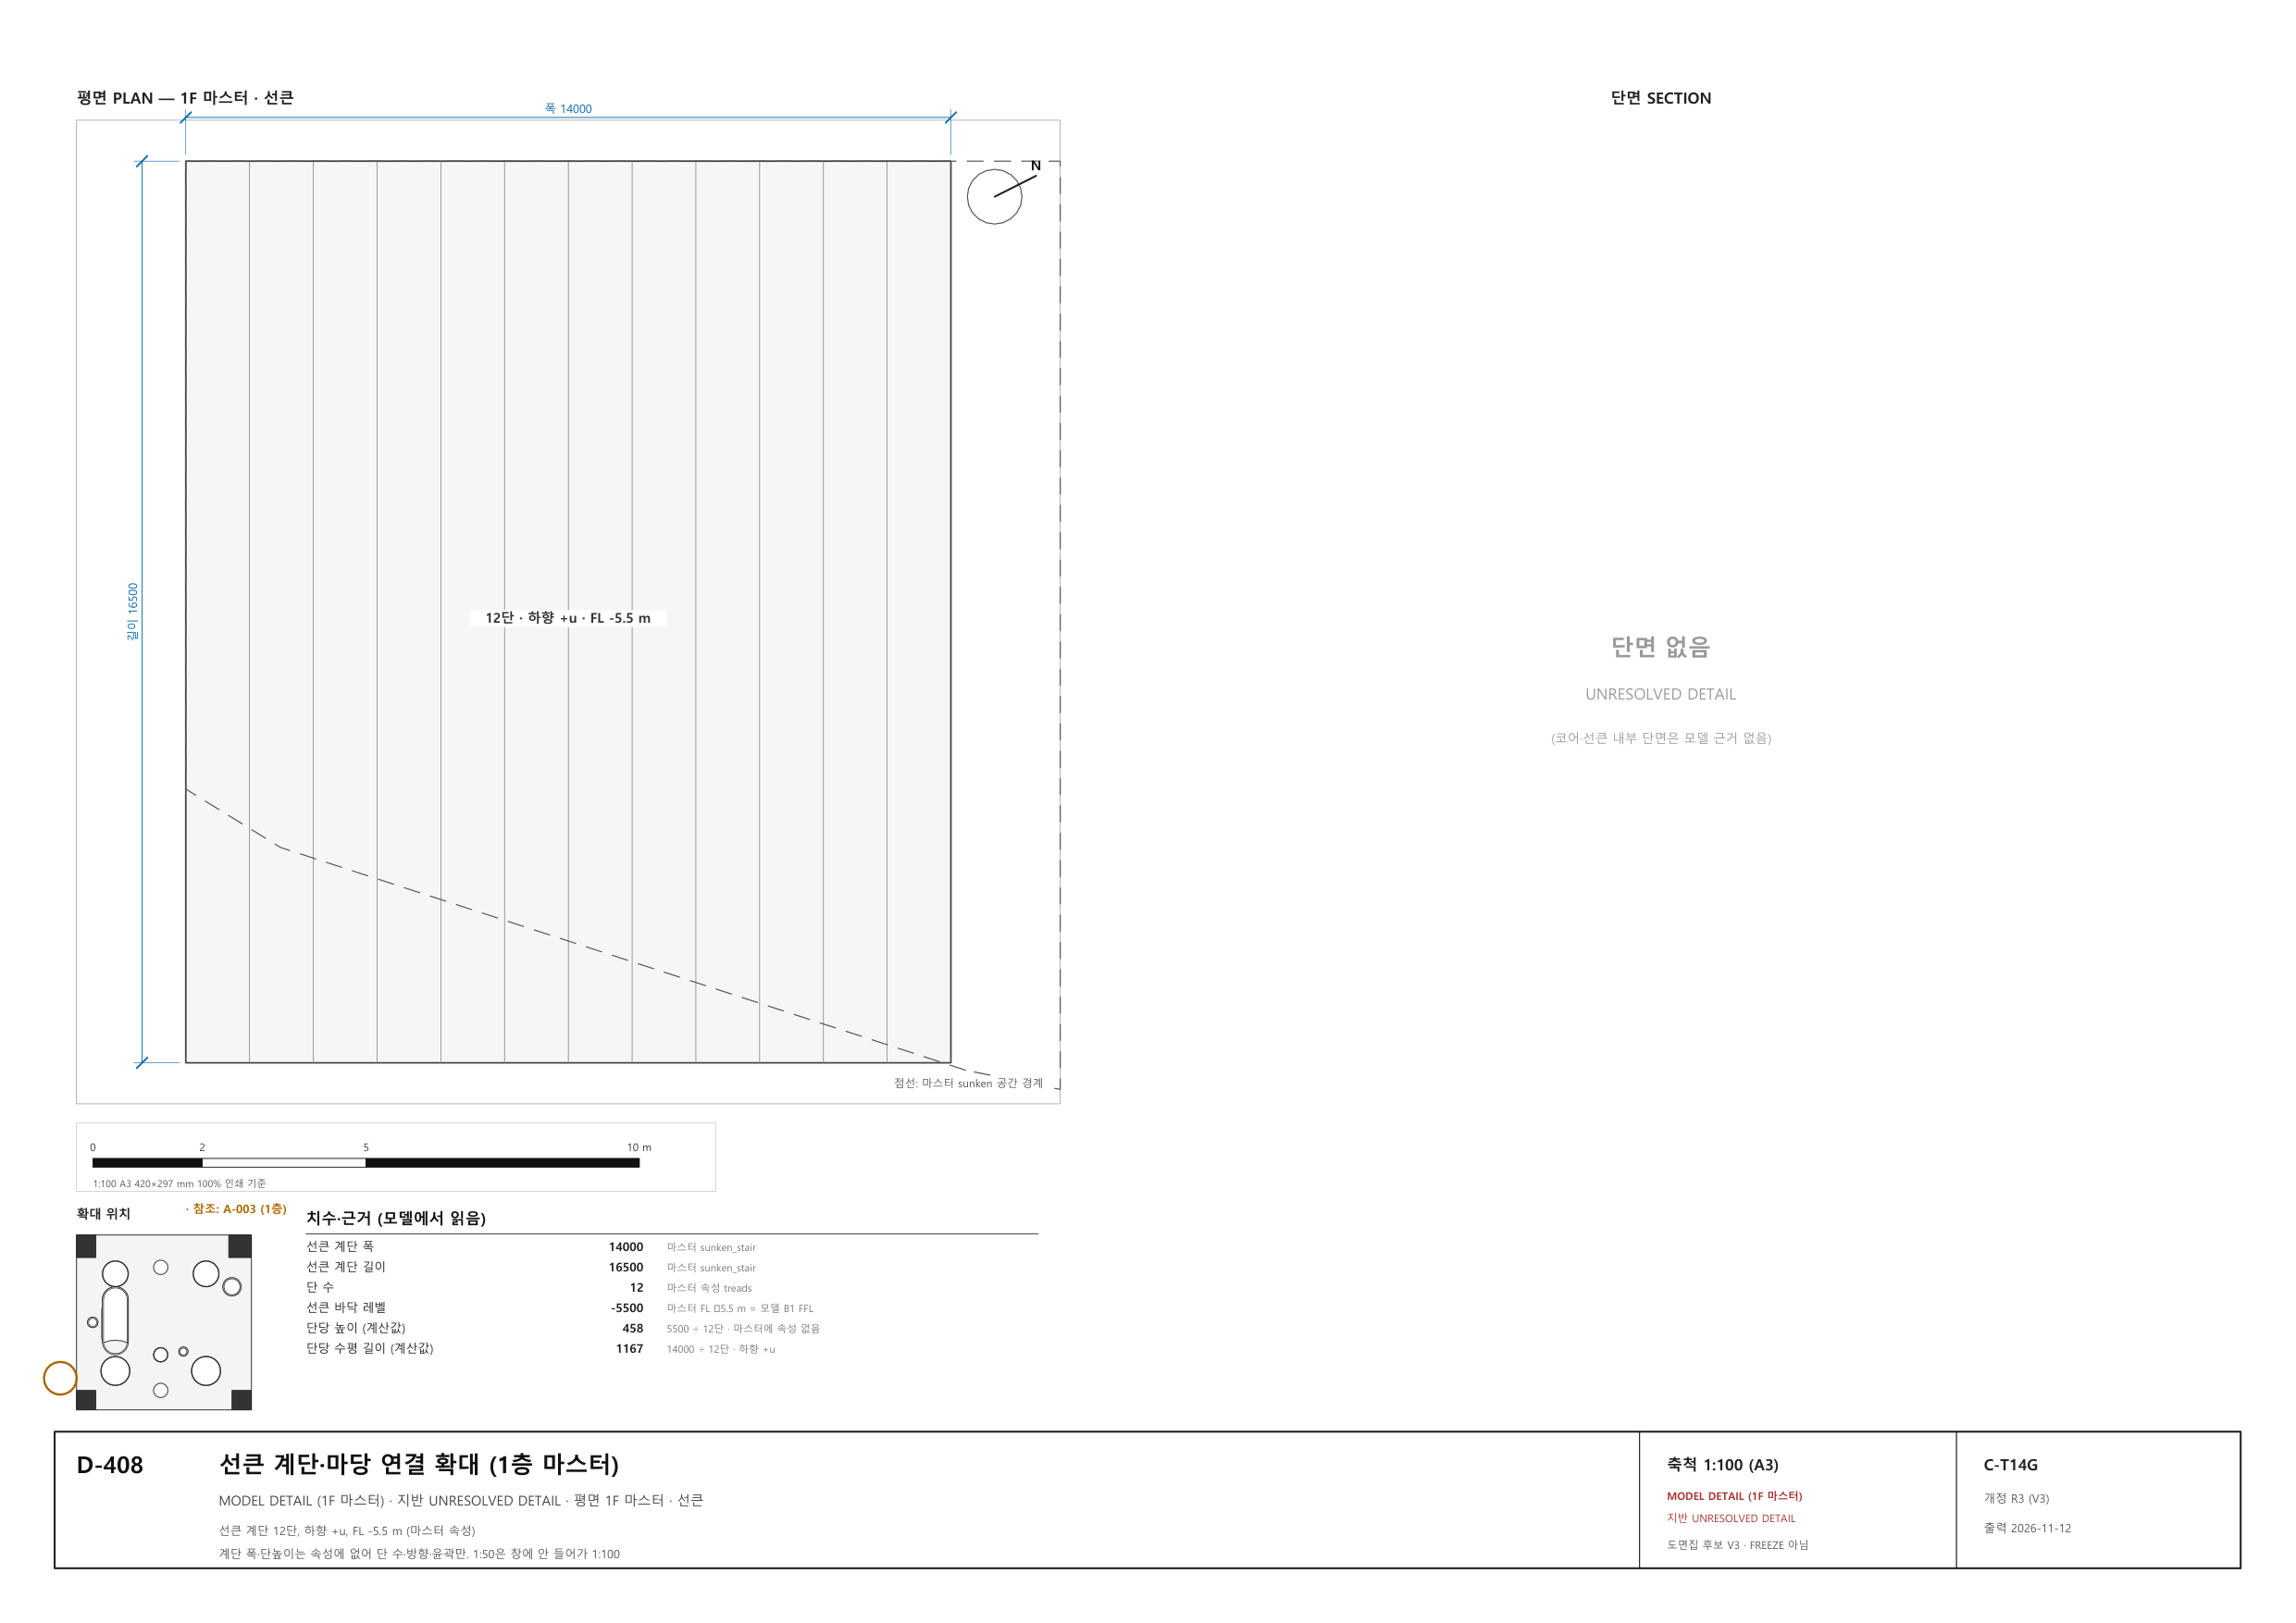 평면 PLAN — 1F 마스터 · 선큰
단면 SECTION
폭 14000
N
길이 16500
12단 · 하향 +u · FL -5.5 m
단면 없음
UNRESOLVED DETAIL
(코어·선큰 내부 단면은 모델 근거 없음)
점선: 마스터 sunken 공간 경계
0 2 5 10 m
1:100 A3 420×297 mm 100% 인쇄 기준
확대 위치 · 참조: A-003 (1층)
치수·근거 (모델에서 읽음)
선큰 계단 폭 14000 마스터 sunken_stair
선큰 계단 길이 16500 마스터 sunken_stair
단 수 12 마스터 속성 treads
선큰 바닥 레벨 -5500 마스터 FL □5.5 m = 모델 B1 FFL
단당 높이 (계산값) 458 5500 ÷ 12단 · 마스터에 속성 없음
단당 수평 길이 (계산값) 1167 14000 ÷ 12단 · 하향 +u
D-408
선큰 계단·마당 연결 확대 (1층 마스터)
MODEL DETAIL (1F 마스터) · 지반 UNRESOLVED DETAIL · 평면 1F 마스터 · 선큰
선큰 계단 12단, 하향 +u, FL -5.5 m (마스터 속성)
계단 폭·단높이는 속성에 없어 단 수·방향·윤곽만. 1:50은 창에 안 들어가 1:100
축척 1:100 (A3)
MODEL DETAIL (1F 마스터)
지반 UNRESOLVED DETAIL
도면집 후보 V3 · FREEZE 아님
C-T14G
개정 R3 (V3)
출력 2026-11-12